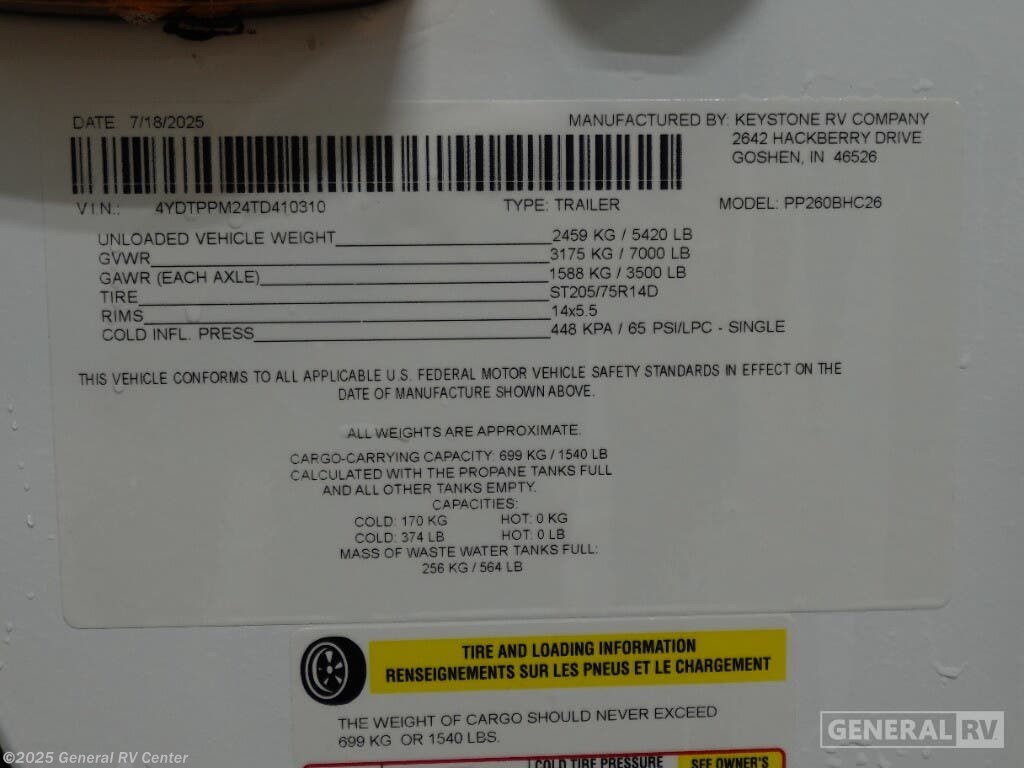 DATE: 7/18/2025
MANUFACTURED BY: KEYSTONE RV COMPANY
2642 HACKBERRY DRIVE
GOSHEN, IN 46526
V I N.: 4YDTPPM24TD410310 TYPE: TRAILER MODEL: PP260BHC26
UNLOADED VEHICLE WEIGHT 2459 KG / 5420 LB
GVWR 3175 KG / 7000 LB
GAWR (EACH AXLE) 1588 KG / 3500 LB
TIRE ST205/75R14D
RIMS 14x5.5
COLD INFL. PRESS 448 KPA / 65 PSI/LPC - SINGLE
THIS VEHICLE CONFORMS TO ALL APPLICABLE U.S. FEDERAL MOTOR VEHICLE SAFETY STANDARDS IN EFFECT ON THE
DATE OF MANUFACTURE SHOWN ABOVE.
ALL WEIGHTS ARE APPROXIMATE.
CARGO-CARRYING CAPACITY: 699 KG / 1540 LB
CALCULATED WITH THE PROPANE TANKS FULL
AND ALL OTHER TANKS EMPTY.
CAPACITIES:
COLD: 170 KG HOT: 0 KG
COLD: 374 LB HOT: 0 LB
MASS OF WASTE WATER TANKS FULL:
256 KG / 564 LB
TIRE AND LOADING INFORMATION
RENSEIGNEMENTS SUR LES PNEUS ET LE CHARGEMENT
THE WEIGHT OF CARGO SHOULD NEVER EXCEED
699 KG OR 1540 LBS.
COLD TIRE PRESSURE SEE OWNER'S
GENERAL RV
©2025 General RV Center